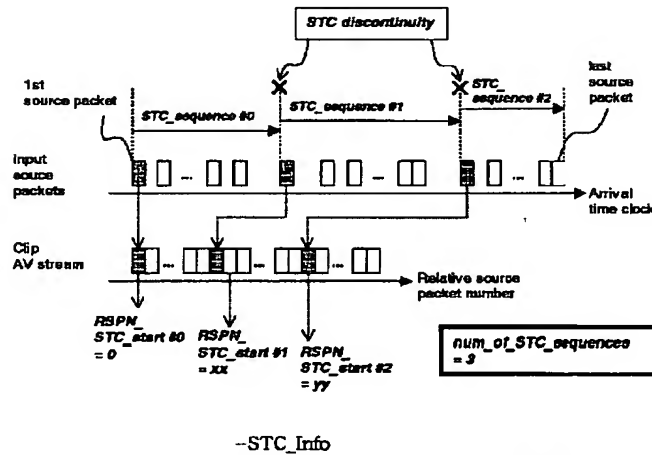 STC discontinuity
1st
source packet
last
source
packet
STC_sequence #0
STC_sequence #1
STC_
sequence #2
Input
source
packets
...
...
...
Arrival
time clock
Clip
AV stream
...
...
...
Relative source
packet number
RSPN_
STC_start #0
= 0
RSPN_
STC_start #1
= xx
RSPN_
STC_start #2
= yy
num_of_STC_sequences
= 3
--STC_Info